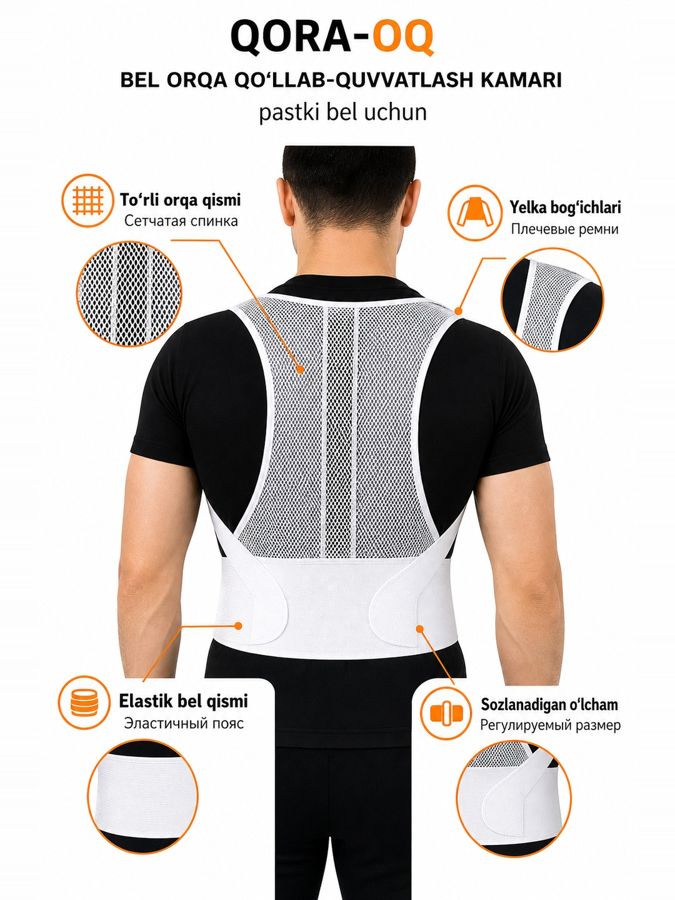 QORA-OQ
BEL ORQA QO‘LLAB-QUVVATLASH KAMARI
pastki bel uchun
To‘rli orqa qismi
Сетчатая спинка
Yelka bog‘ichlari
Плечевые ремни
Elastik bel qismi
Эластичный пояс
Sozlanadigan o‘lcham
Регулируемый размер